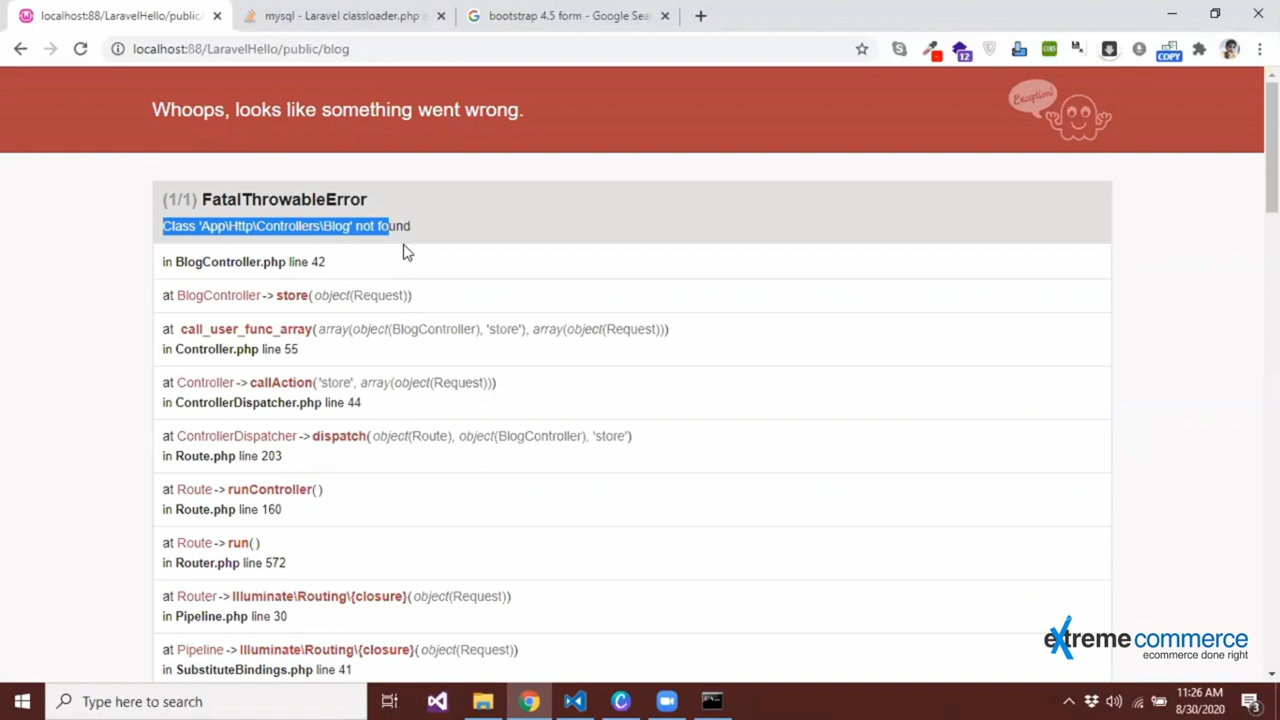 localhost:88/LaravelHello/public/
mysql - Laravel classloader.php s
bootstrap 4.5 form - Google Sea
localhost:88/LaravelHello/public/blog
12
CORS
COPY
Whoops, looks like something went wrong.
Exception!
(1/1) FatalThrowableError
Class 'App\Http\Controllers\Blog' not found
in BlogController.php line 42
at BlogController->store(object(Request))
at call_user_func_array(array(object(BlogController), 'store'), array(object(Request)))
in Controller.php line 55
at Controller->callAction('store', array(object(Request)))
in ControllerDispatcher.php line 44
at ControllerDispatcher->dispatch(object(Route), object(BlogController), 'store')
in Route.php line 203
at Route->runController()
in Route.php line 160
at Route->run()
in Router.php line 572
at Router->Illuminate\Routing\{closure}(object(Request))
in Pipeline.php line 30
at Pipeline->Illuminate\Routing\{closure}(object(Request))
in SubstituteBindings.php line 41
extreme commerce
ecommerce done right
Type here to search
11:26 AM
8/30/2020
3